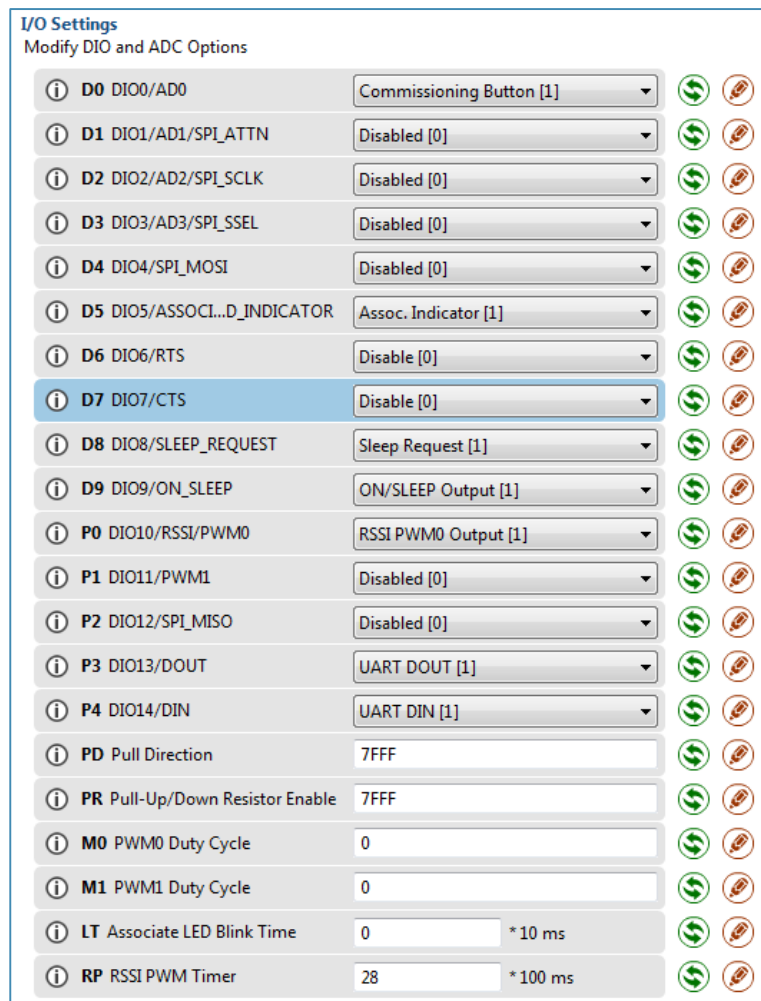 I/O Settings
Modify DIO and ADC Options
D0 DIO0/AD0 Commissioning Button [1]
D1 DIO1/AD1/SPI_ATTN Disabled [0]
D2 DIO2/AD2/SPI_SCLK Disabled [0]
D3 DIO3/AD3/SPI_SSEL Disabled [0]
D4 DIO4/SPI_MOSI Disabled [0]
D5 DIO5/ASSOCI...D_INDICATOR Assoc. Indicator [1]
D6 DIO6/RTS Disable [0]
D7 DIO7/CTS Disable [0]
D8 DIO8/SLEEP_REQUEST Sleep Request [1]
D9 DIO9/ON_SLEEP ON/SLEEP Output [1]
P0 DIO10/RSSI/PWM0 RSSI PWM0 Output [1]
P1 DIO11/PWM1 Disabled [0]
P2 DIO12/SPI_MISO Disabled [0]
P3 DIO13/DOUT UART DOUT [1]
P4 DIO14/DIN UART DIN [1]
PD Pull Direction 7FFF
PR Pull-Up/Down Resistor Enable 7FFF
M0 PWM0 Duty Cycle 0
M1 PWM1 Duty Cycle 0
LT Associate LED Blink Time 0 * 10 ms
RP RSSI PWM Timer 28 * 100 ms